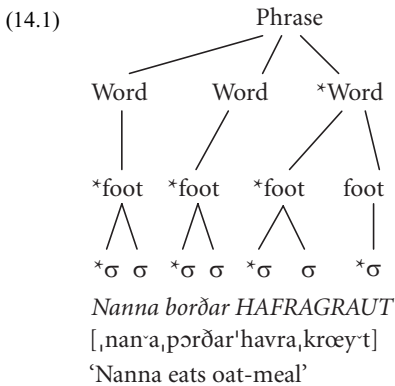 (14.1)
Phrase
Word Word *Word
*foot *foot *foot foot
*σ σ *σ σ *σ σ *σ
Nanna borðar HAFRAGRAUT
[ˌnanˑaˌpɔrðarˈhavraˌkrœyˑt]
‘Nanna eats oat-meal’